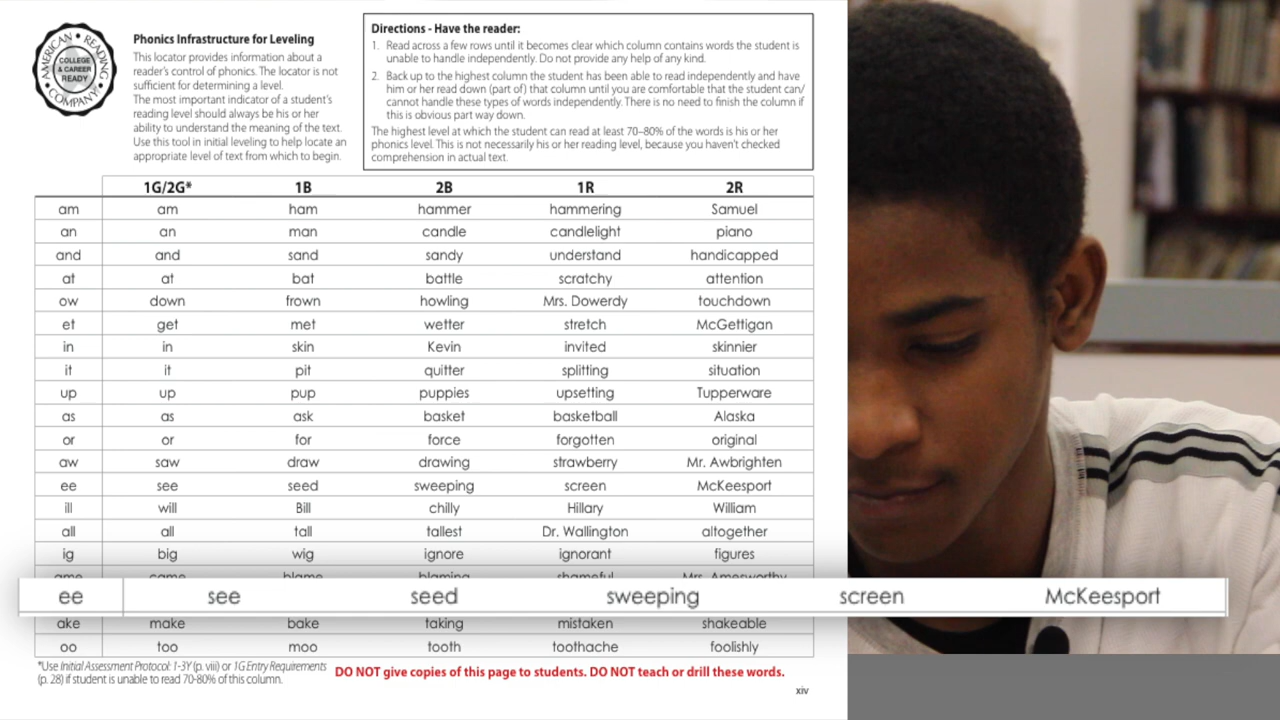 AMERICAN • READING
COMPANY®
COLLEGE
& CAREER
READY
Phonics Infrastructure for Leveling
This locator provides information about a
reader's control of phonics. The locator is not
sufficient for determining a level.
The most important indicator of a student's
reading level should always be his or her
ability to understand the meaning of the text.
Use this tool in initial leveling to help locate an
appropriate level of text from which to begin.
Directions - Have the reader:
1. Read across a few rows until it becomes clear which column contains words the student is
unable to handle independently. Do not provide any help of any kind.
2. Back up to the highest column the student has been able to read independently and have
him or her read down (part of) that column until you are comfortable that the student can/
cannot handle these types of words independently. There is no need to finish the column if
this is obvious part way down.
The highest level at which the student can read at least 70–80% of the words is his or her
phonics level. This is not necessarily his or her reading level, because you haven't checked
comprehension in actual text.
1G/2G* 1B 2B 1R 2R
am am ham hammer hammering Samuel
an an man candle candlelight piano
and and sand sandy understand handicapped
at at bat battle scratchy attention
ow down frown howling Mrs. Dowerdy touchdown
et get met wetter stretch McGettigan
in in skin Kevin invited skinnier
it it pit quitter splitting situation
up up pup puppies upsetting Tupperware
as as ask basket basketball Alaska
or or for force forgotten original
aw saw draw drawing strawberry Mr. Awbrighten
ee see seed sweeping screen McKeesport
ill will Bill chilly Hillary William
all all tall tallest Dr. Wallington altogether
ig big wig ignore ignorant figures
ame came blame blaming shameful Mrs. Amesworthy
ee see seed sweeping screen McKeesport
ake make bake taking mistaken shakeable
oo too moo tooth toothache foolishly
*Use Initial Assessment Protocol: 1-3Y (p. viii) or 1G Entry Requirements
(p. 28) if student is unable to read 70-80% of this column.
DO NOT give copies of this page to students. DO NOT teach or drill these words.
xiv